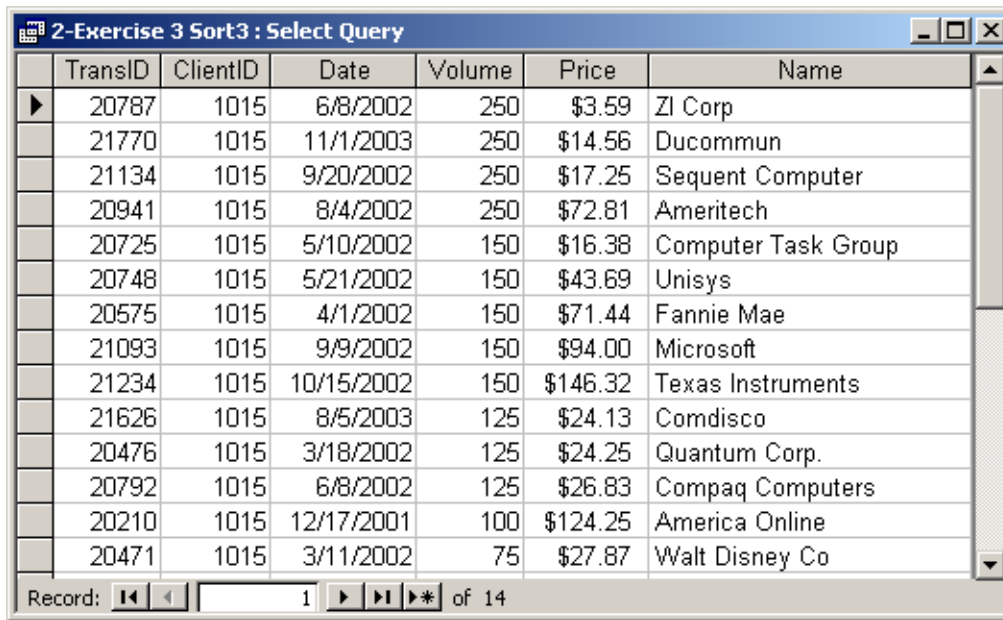 2-Exercise 3 Sort3 : Select Query
TransID ClientID Date Volume Price Name
20787 1015 6/8/2002 250 $3.59 ZI Corp
21770 1015 11/1/2003 250 $14.56 Ducommun
21134 1015 9/20/2002 250 $17.25 Sequent Computer
20941 1015 8/4/2002 250 $72.81 Ameritech
20725 1015 5/10/2002 150 $16.38 Computer Task Group
20748 1015 5/21/2002 150 $43.69 Unisys
20575 1015 4/1/2002 150 $71.44 Fannie Mae
21093 1015 9/9/2002 150 $94.00 Microsoft
21234 1015 10/15/2002 150 $146.32 Texas Instruments
21626 1015 8/5/2003 125 $24.13 Comdisco
20476 1015 3/18/2002 125 $24.25 Quantum Corp.
20792 1015 6/8/2002 125 $26.83 Compaq Computers
20210 1015 12/17/2001 100 $124.25 America Online
20471 1015 3/11/2002 75 $27.87 Walt Disney Co
Record: 1 of 14